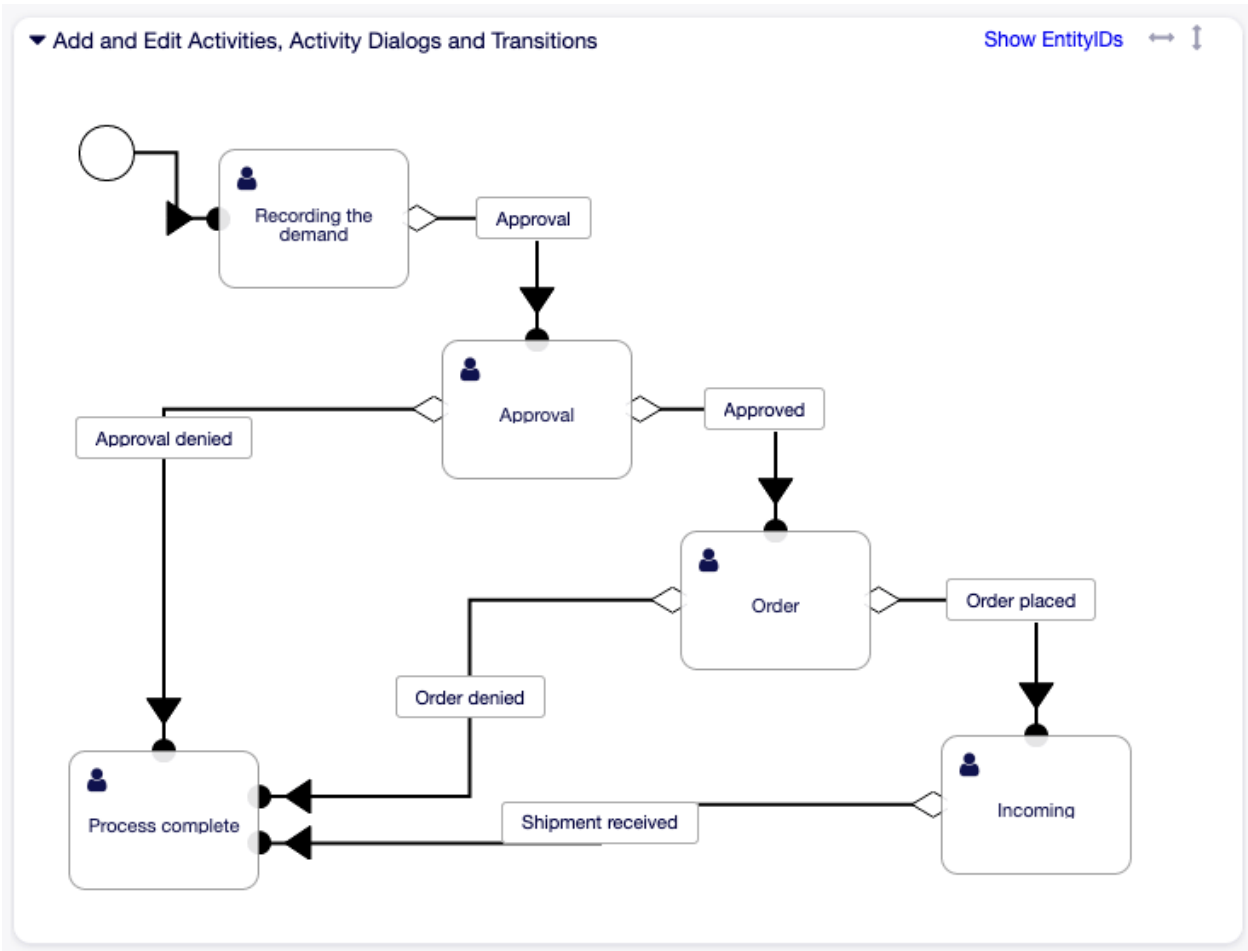 Add and Edit Activities, Activity Dialogs and Transitions
Show EntityIDs
Recording the
demand
Approval
Approval
Approved
Approval denied
Order
Order placed
Order denied
Incoming
Shipment received
Process complete